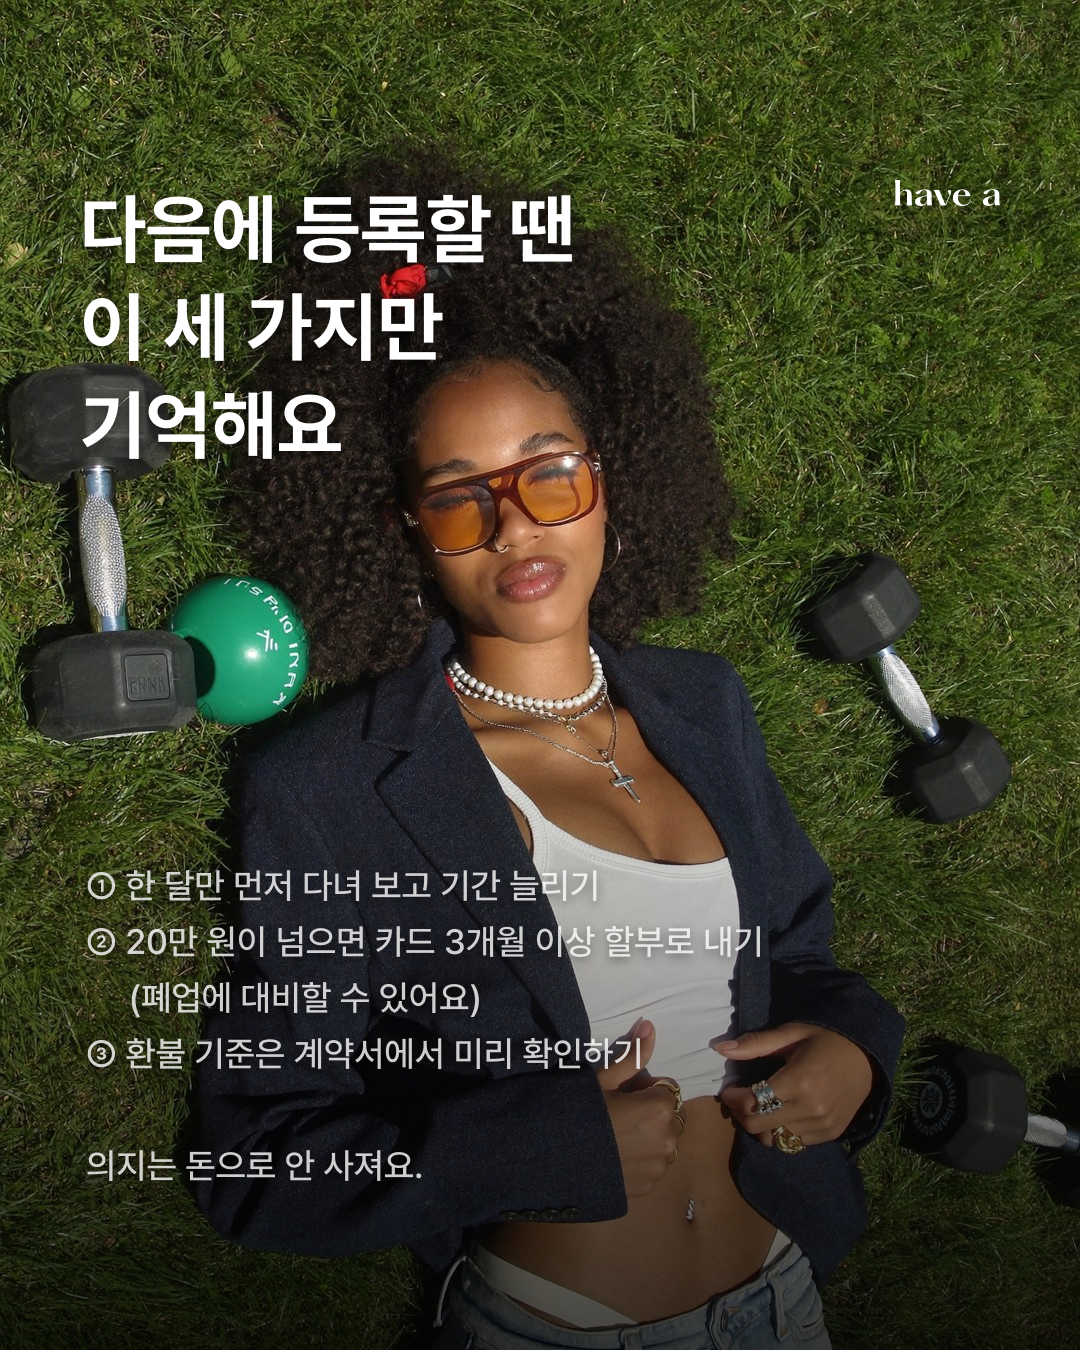 have a
다음에 등록할 땐
이 세 가지만
기억해요
① 한 달만 먼저 다녀 보고 기간 늘리기
② 20만 원이 넘으면 카드 3개월 이상 할부로 내기
(폐업에 대비할 수 있어요)
③ 환불 기준은 계약서에서 미리 확인하기
의지는 돈으로 안 사져요.